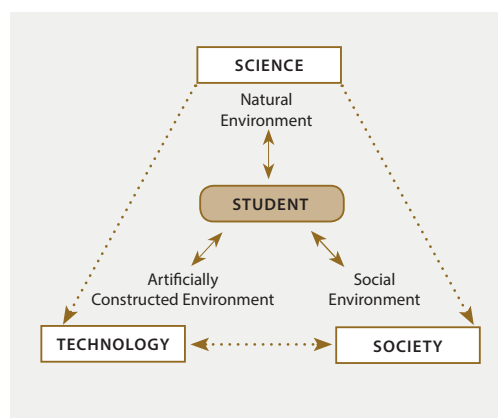 SCIENCE
Natural
Environment
STUDENT
Artificially
Constructed Environment
Social
Environment
TECHNOLOGY
SOCIETY